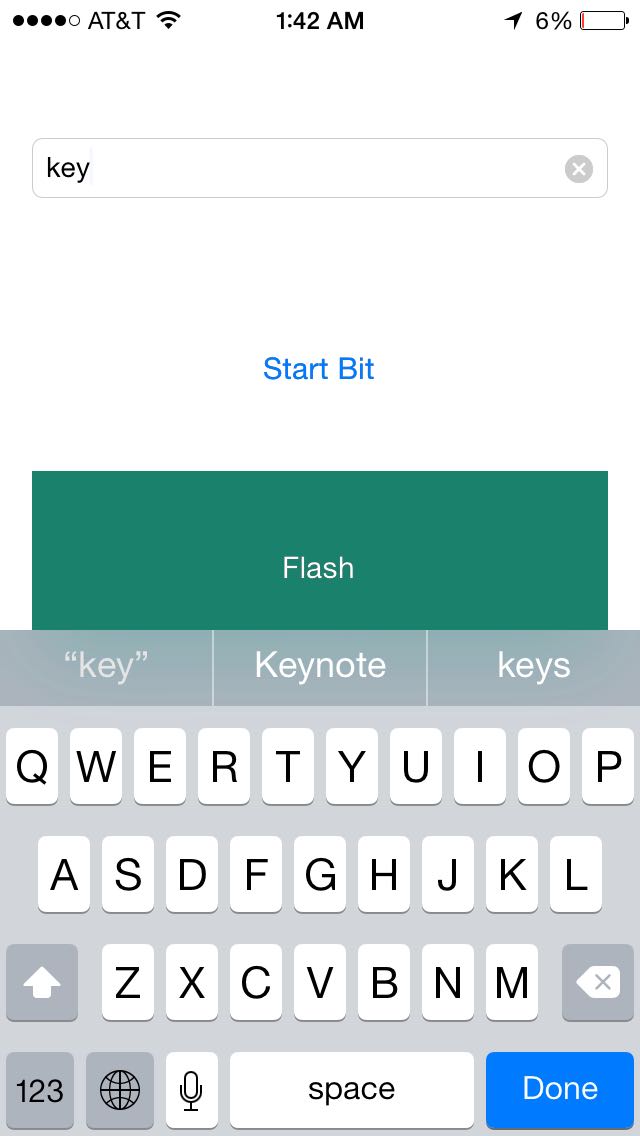 AT&T 1:42 AM 6%
key
Start Bit
Flash
“key” Keynote keys
Q W E R T Y U I O P
A S D F G H J K L
Z X C V B N M
123 space Done